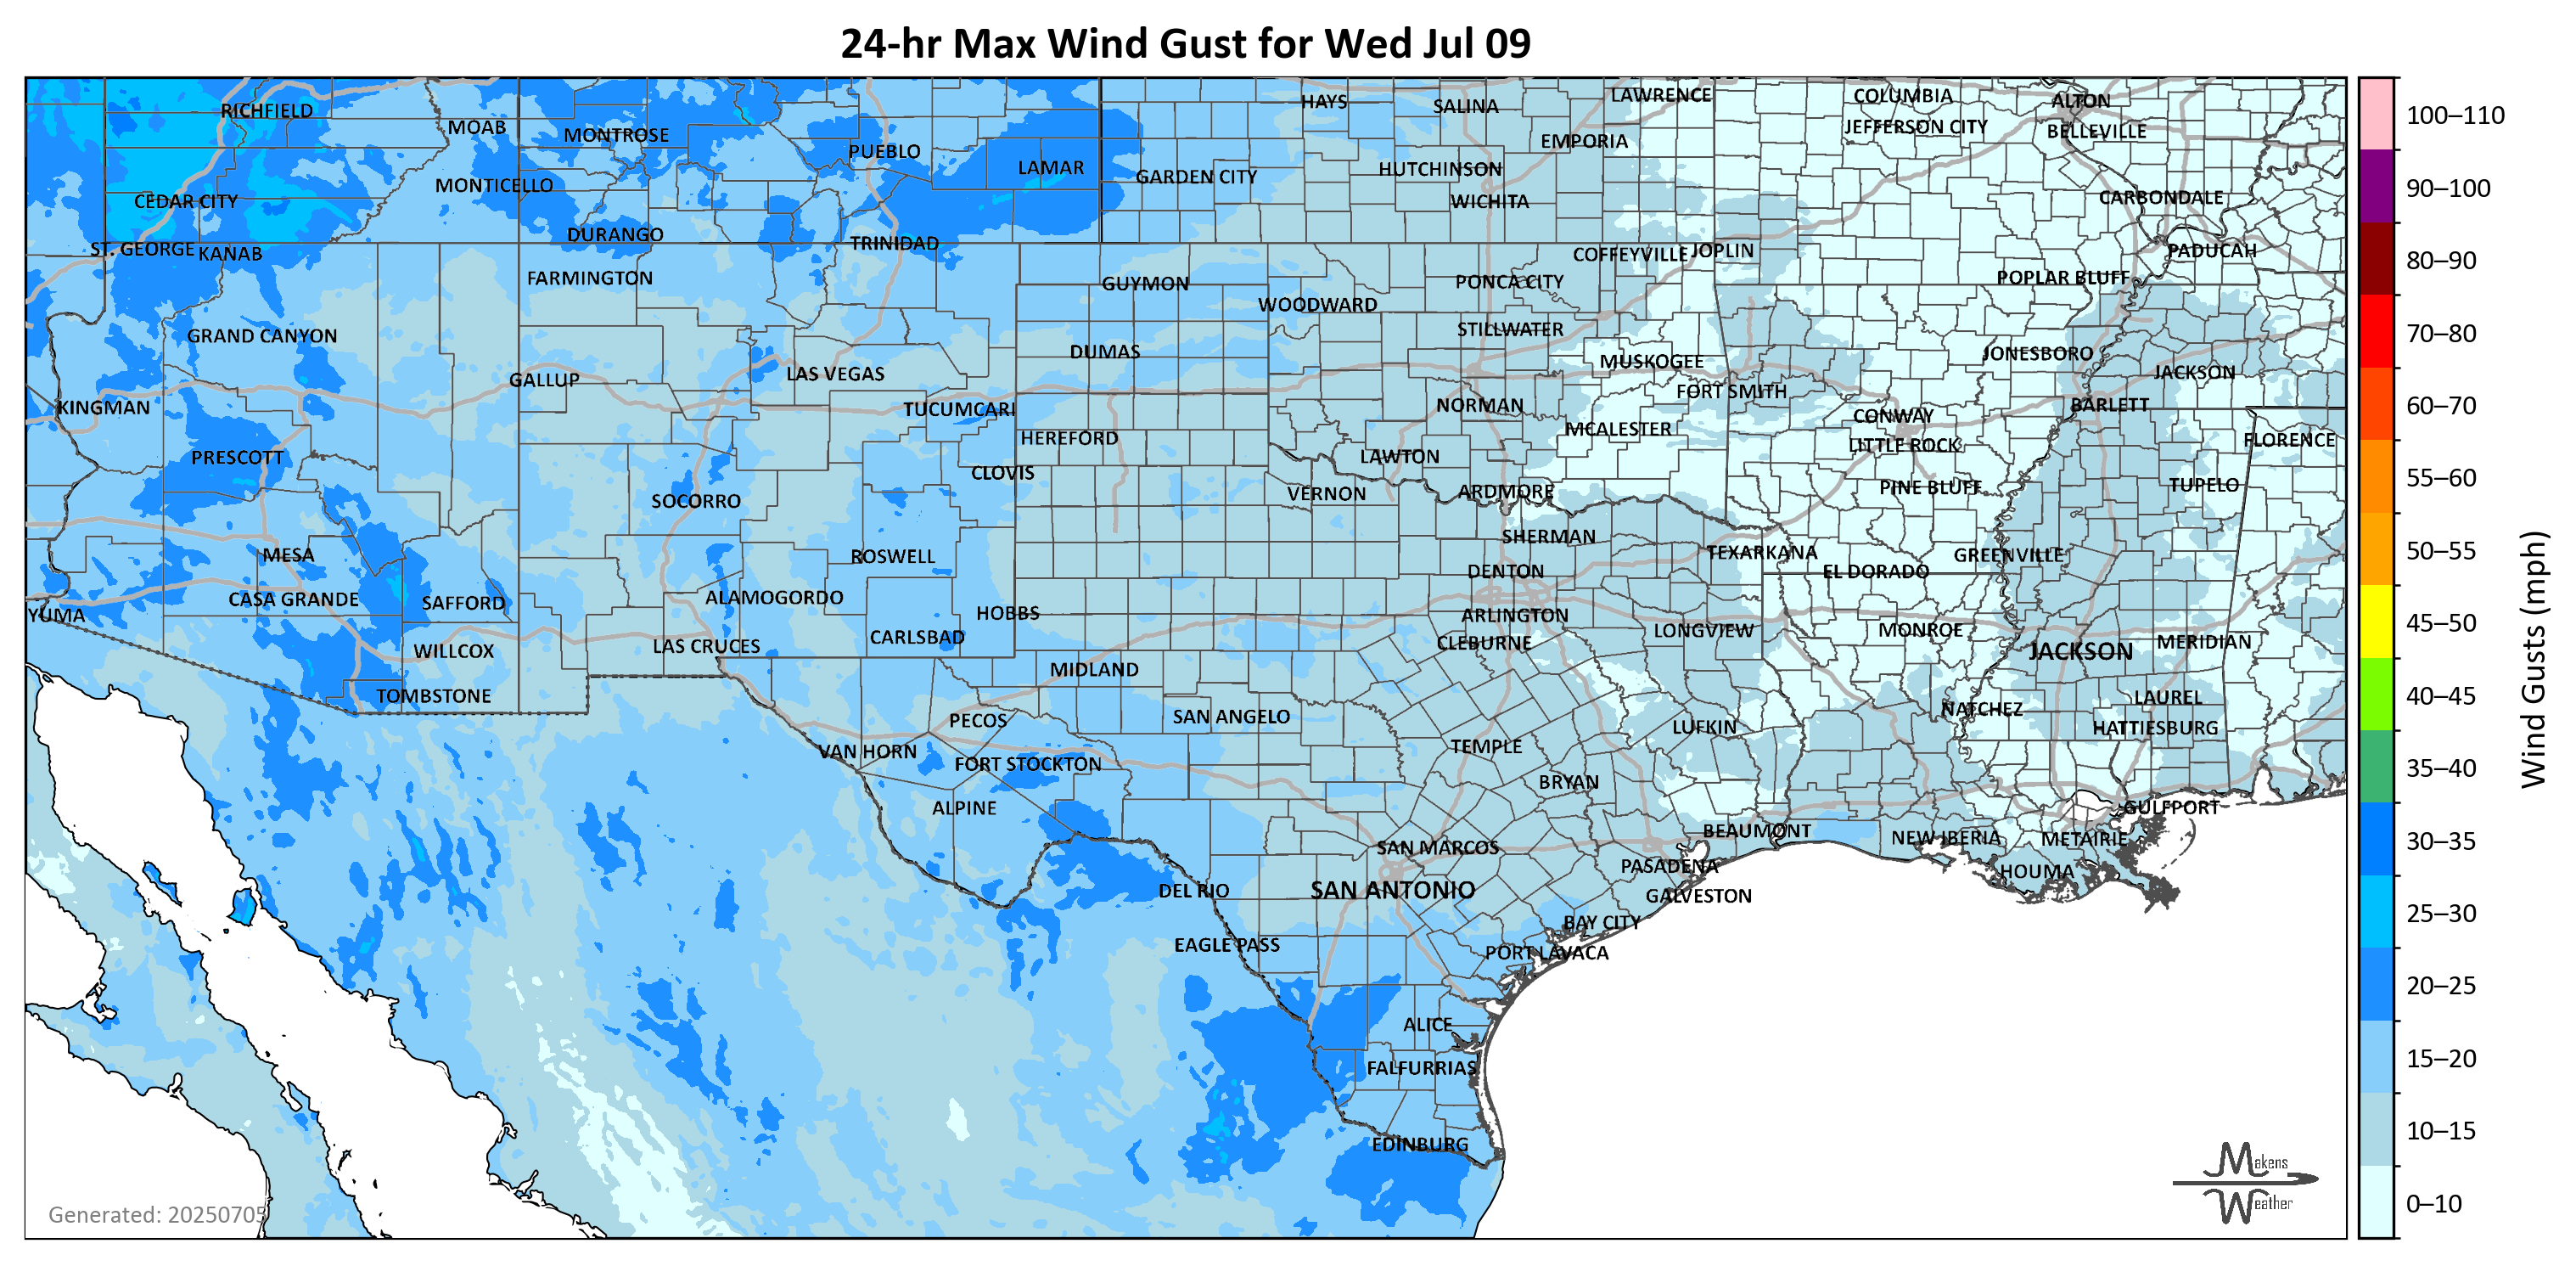 24-hr Max Wind Gust for Wed Jul 09
HAYS
SALINA
LAWRENCE
COLUMBIA
ALTON
RICHFIELD
MOAB
MONTROSE
PUEBLO
EMPORIA
JEFFERSON CITY
BELLEVILLE
LAMAR
GARDEN CITY
HUTCHINSON
MONTICELLO
CEDAR CITY
WICHITA
CARBONDALE
DURANGO
TRINIDAD
ST. GEORGE
KANAB
COFFEYVILLE
JOPLIN
PADUCAH
FARMINGTON
GUYMON
PONCA CITY
POPLAR BLUFF
WOODWARD
GRAND CANYON
STILLWATER
DUMAS
MUSKOGEE
JONESBORO
GALLUP
LAS VEGAS
JACKSON
FORT SMITH
KINGMAN
TUCUMCARI
NORMAN
CONWAY
BARLETT
HEREFORD
MCALESTER
LITTLE ROCK
FLORENCE
PRESCOTT
CLOVIS
LAWTON
SOCORRO
VERNON
ARDMORE
PINE BLUFF
TUPELO
MESA
ROSWELL
SHERMAN
TEXARKANA
GREENVILLE
DENTON
EL DORADO
CASA GRANDE
SAFFORD
ALAMOGORDO
HOBBS
YUMA
ARLINGTON
LAS CRUCES
CARLSBAD
CLEBURNE
LONGVIEW
MONROE
WILLCOX
JACKSON
MERIDIAN
MIDLAND
TOMBSTONE
PECOS
SAN ANGELO
LAUREL
NATCHEZ
LUFKIN
HATTIESBURG
VAN HORN
FORT STOCKTON
TEMPLE
BRYAN
ALPINE
GULFPORT
BEAUMONT
NEW IBERIA
METAIRIE
SAN MARCOS
PASADENA
HOUMA
DEL RIO
SAN ANTONIO
GALVESTON
EAGLE PASS
BAY CITY
PORT LAVACA
ALICE
FALFURRIAS
EDINBURG
Generated: 20250705
Makens
Weather
100–110
90–100
80–90
70–80
60–70
55–60
50–55
45–50
40–45
35–40
30–35
25–30
20–25
15–20
10–15
0–10
Wind Gusts (mph)